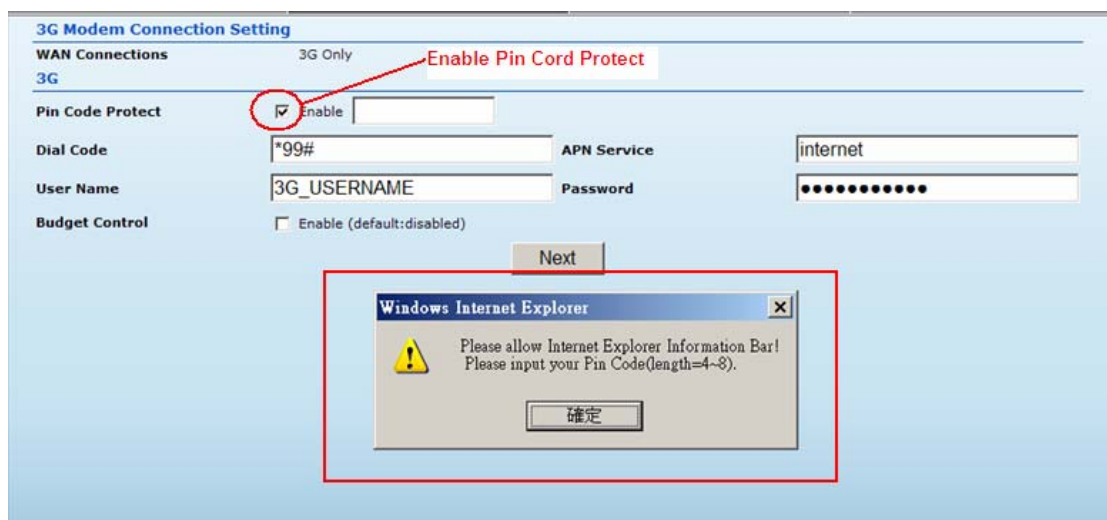 3G Modem Connection Setting
WAN Connections 3G Only
Enable Pin Cord Protect
3G
Pin Code Protect Enable
Dial Code *99# APN Service internet
User Name 3G_USERNAME Password ●●●●●●●●●●●
Budget Control Enable (default:disabled)
Next
Windows Internet Explorer
Please allow Internet Explorer Information Bar!
Please input your Pin Code(length=4~8).
確定